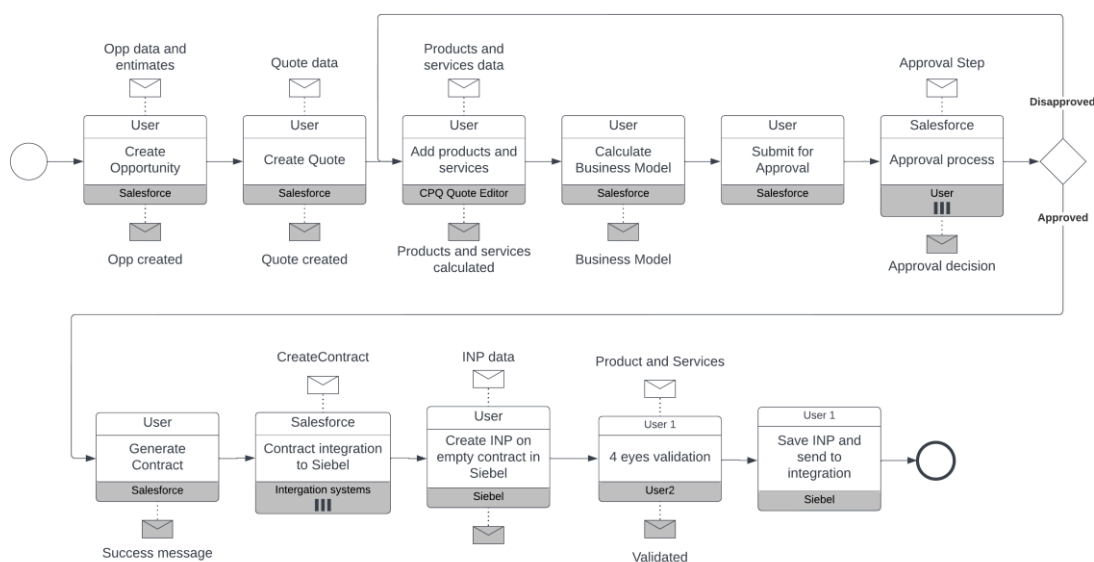 Opp data and
entimates
Quote data
Products and
services data
Approval Step
Disapproved
User
Create
Opportunity
Salesforce
User
Create Quote
Salesforce
User
Add products and
services
CPQ Quote Editor
User
Calculate
Business Model
Salesforce
User
Submit for
Approval
Salesforce
Salesforce
Approval process
User
Approved
Opp created
Quote created
Products and services
calculated
Business Model
Approval decision
CreateContract
INP data
Product and Services
User
Generate
Contract
Salesforce
Salesforce
Contract integration
to Siebel
Intergation systems
User
Create INP on
empty contract in
Siebel
Siebel
User 1
4 eyes validation
User2
User 1
Save INP and
send to
integration
Siebel
Success message
Validated